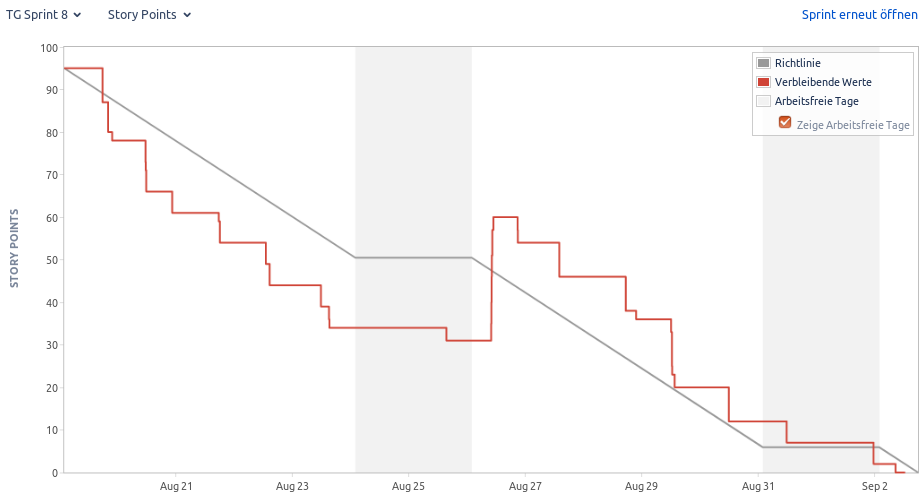 TG Sprint 8 Story Points Sprint erneut öffnen
100
90
80
70
60
50
40
30
20
10
0
STORY POINTS
Richtlinie
Verbleibende Werte
Arbeitsfreie Tage
Zeige Arbeitsfreie Tage
Aug 21 Aug 23 Aug 25 Aug 27 Aug 29 Aug 31 Sep 2